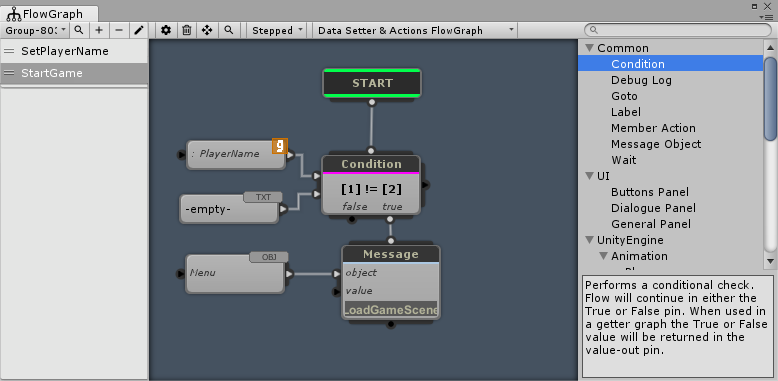 FlowGraph
Group-803
Stepped
Data Setter & Actions FlowGraph
SetPlayerName
StartGame
START
: PlayerName
g
Condition
[1] != [2]
false true
TXT
-empty-
Message
object
value
LoadGameScene
OBJ
Menu
Common
Condition
Debug Log
Goto
Label
Member Action
Message Object
Wait
UI
Buttons Panel
Dialogue Panel
General Panel
UnityEngine
Animation
Performs a conditional check.
Flow will continue in either the
True or False pin. When used in
a getter graph the True or False
value will be returned in the
value-out pin.